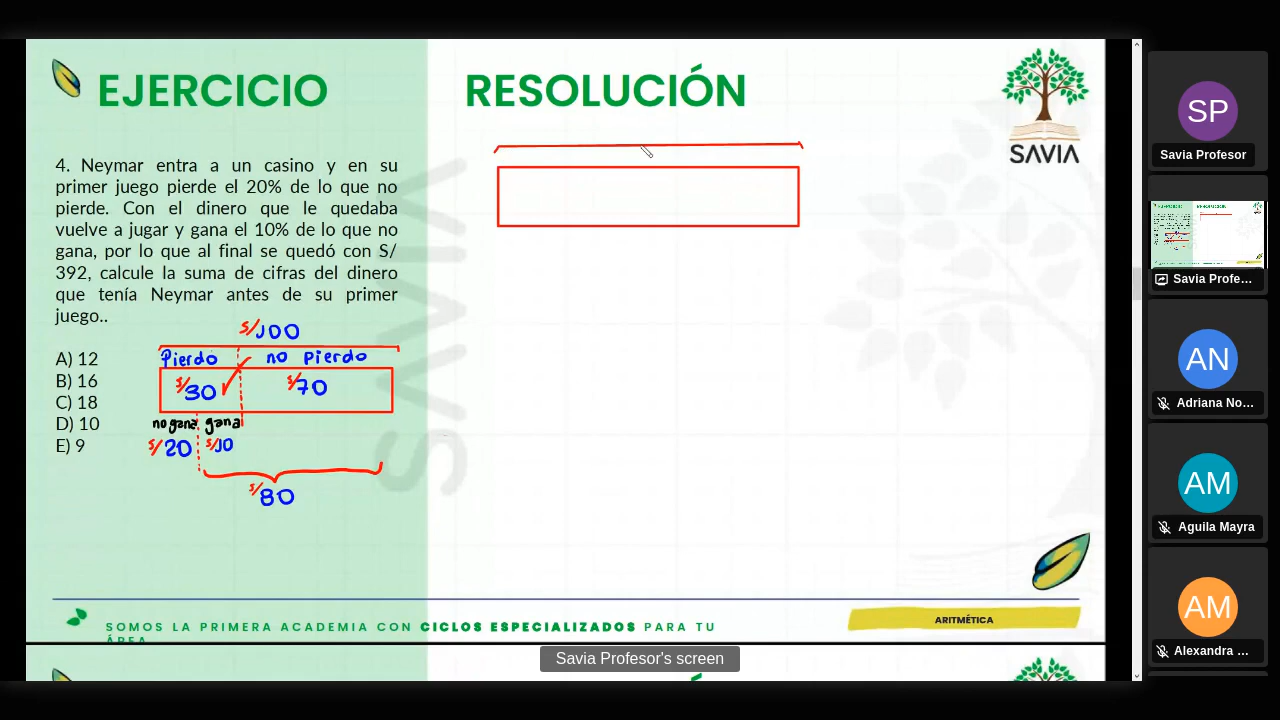 EJERCICIO
RESOLUCIÓN
SAVIA
4. Neymar entra a un casino y en su
primer juego pierde el 20% de lo que no
pierde. Con el dinero que le quedaba
vuelve a jugar y gana el 10% de lo que no
gana, por lo que al final se quedó con S/
392, calcule la suma de cifras del dinero
que tenía Neymar antes de su primer
juego..
A) 12
B) 16
C) 18
D) 10
E) 9
S/100
Pierdo no pierdo
S/30 S/70
no gana gana
S/20 S/10
S/80
SAVIA
SOMOS LA PRIMERA ACADEMIA CON CICLOS ESPECIALIZADOS PARA TU
ÁREA
ARITMÉTICA
Savia Profesor's screen
SP
Savia Profesor
EJERCICIO RESOLUCIÓN
Savia Profe...
AN
Adriana No...
AM
Aguila Mayra
AM
Alexandra ...